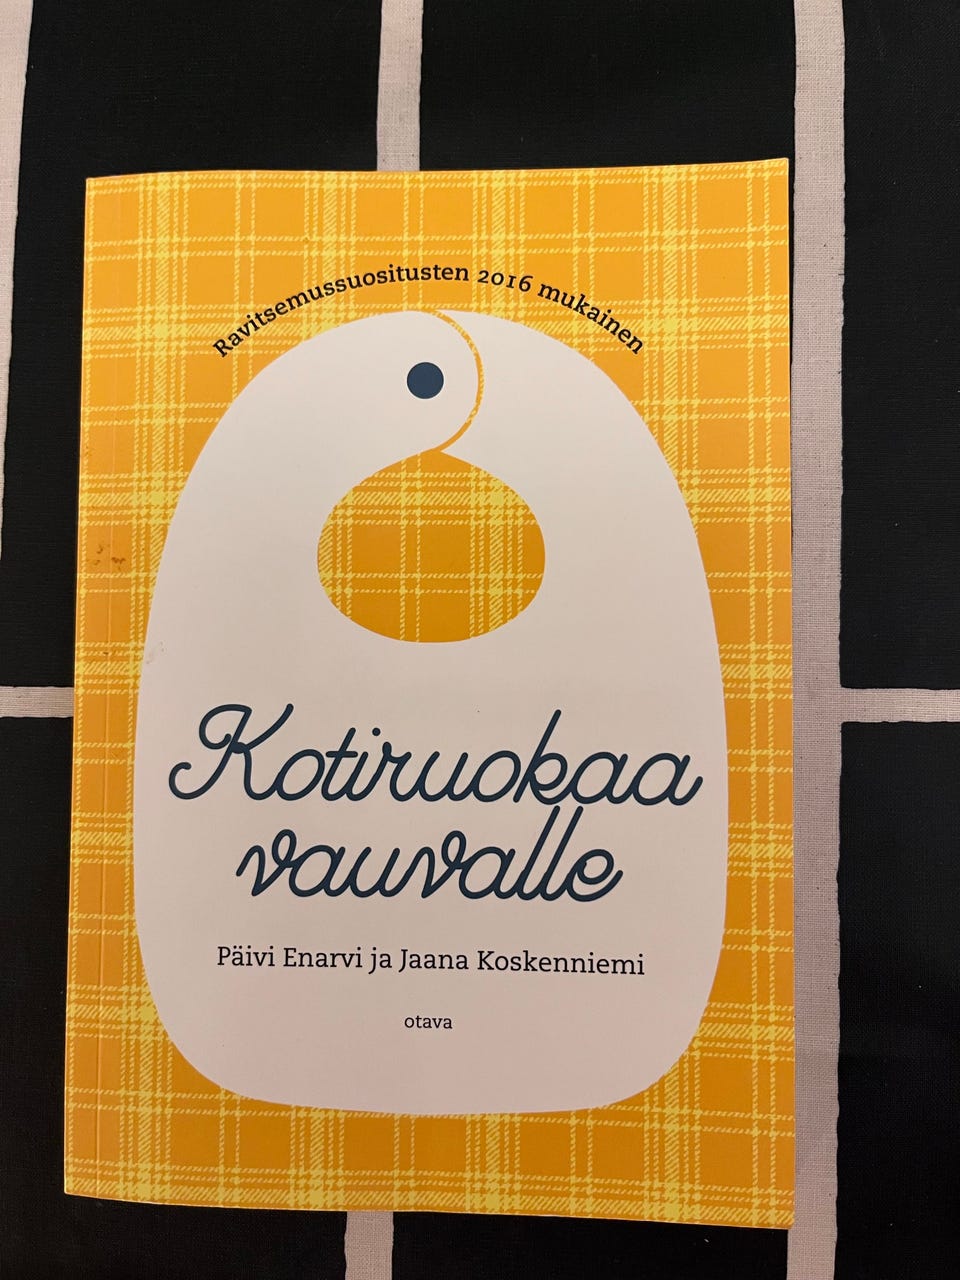 Ravitsemussuositusten 2016 mukainen
Kotiruokaa
vauvalle
Päivi Enarvi ja Jaana Koskenniemi
otava